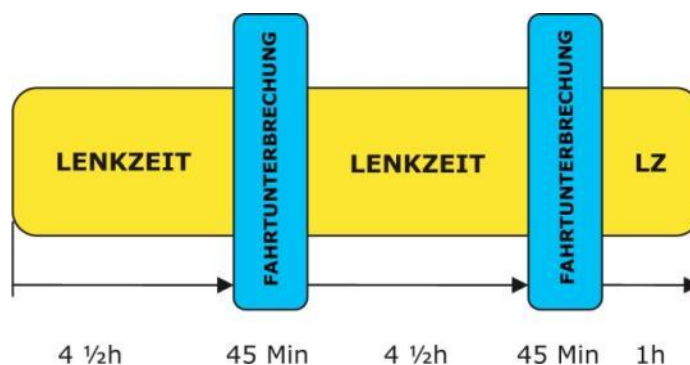 LENKZEIT
FAHRTUNTERBRECHUNG
LENKZEIT
FAHRTUNTERBRECHUNG
LZ
4 ½h 45 Min 4 ½h 45 Min 1h